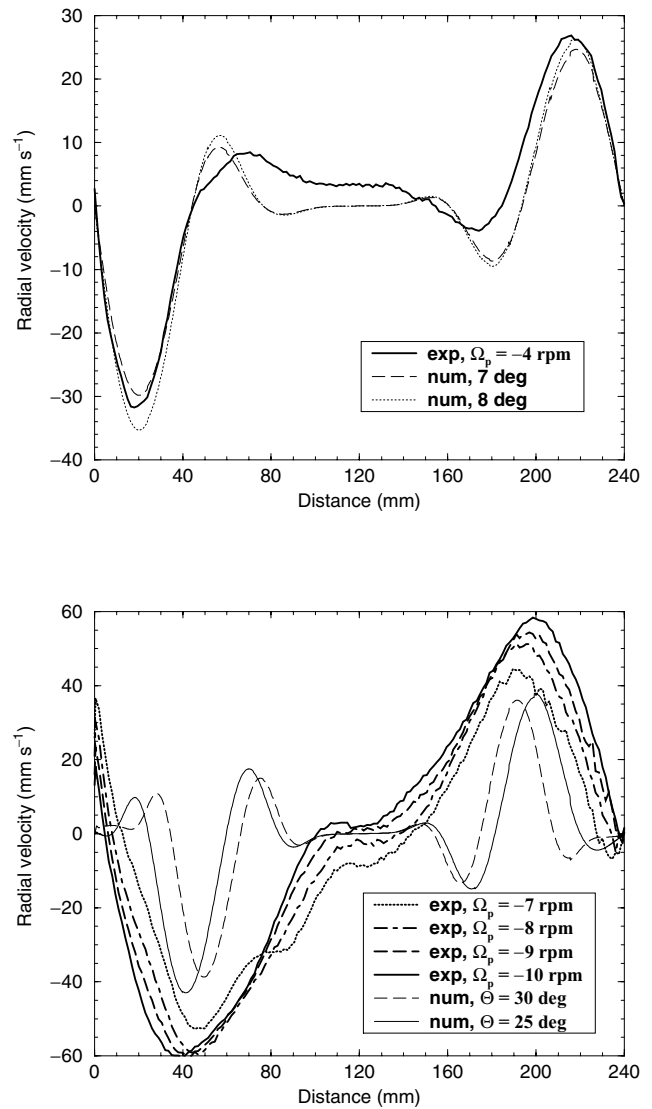 30
20
10
0
−10
−20
−30
−40
Radial velocity (mm s⁻¹)
exp, Ωₚ = −4 rpm
num, 7 deg
num, 8 deg
0 40 80 120 160 200 240
Distance (mm)
60
40
20
0
−20
−40
−60
Radial velocity (mm s⁻¹)
exp, Ωₚ = −7 rpm
exp, Ωₚ = −8 rpm
exp, Ωₚ = −9 rpm
exp, Ωₚ = −10 rpm
num, Θ = 30 deg
num, Θ = 25 deg
0 40 80 120 160 200 240
Distance (mm)